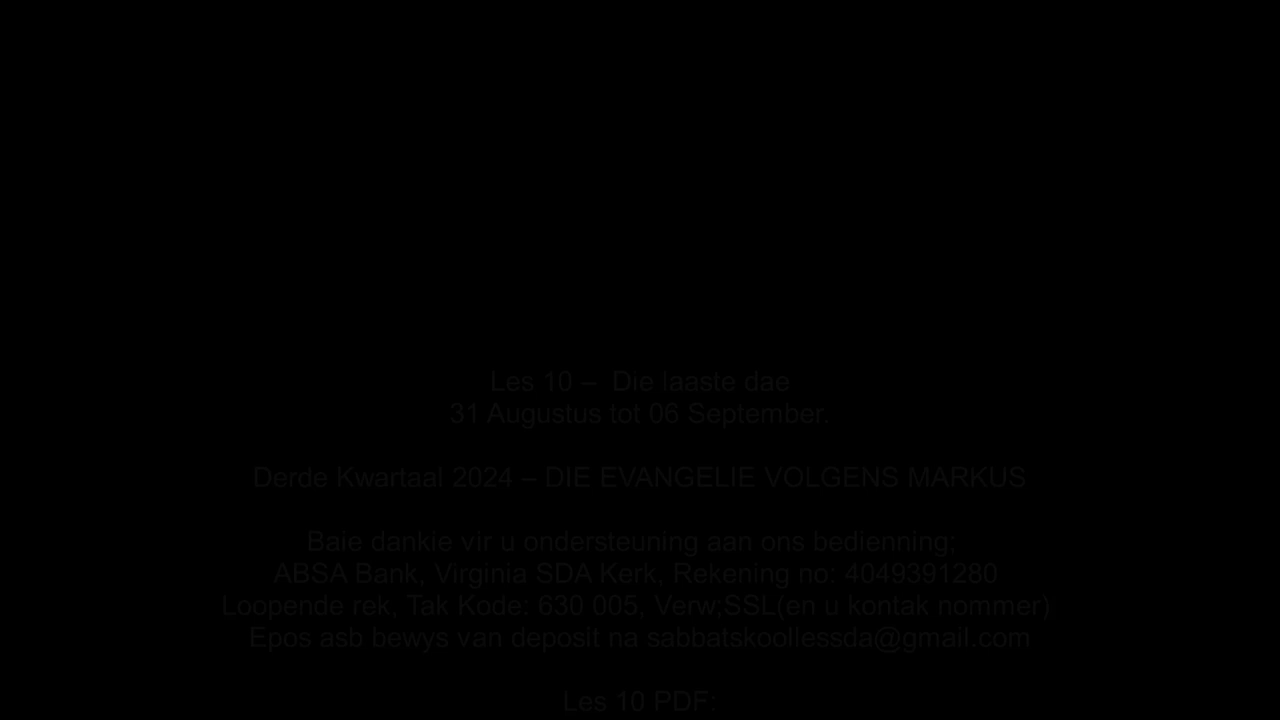 Les 10 –  Die laaste dae
31 Augustus tot 06 September.
Derde Kwartaal 2024 – DIE EVANGELIE VOLGENS MARKUS
Baie dankie vir u ondersteuning aan ons bedienning;
ABSA Bank, Virginia SDA Kerk, Rekening no: 4049391280
Loopende rek, Tak Kode: 630 005, Verw;SSL(en u kontak nommer).
Epos asb bewys van deposit na sabbatskoollessda@gmail.com
Les 10 PDF: